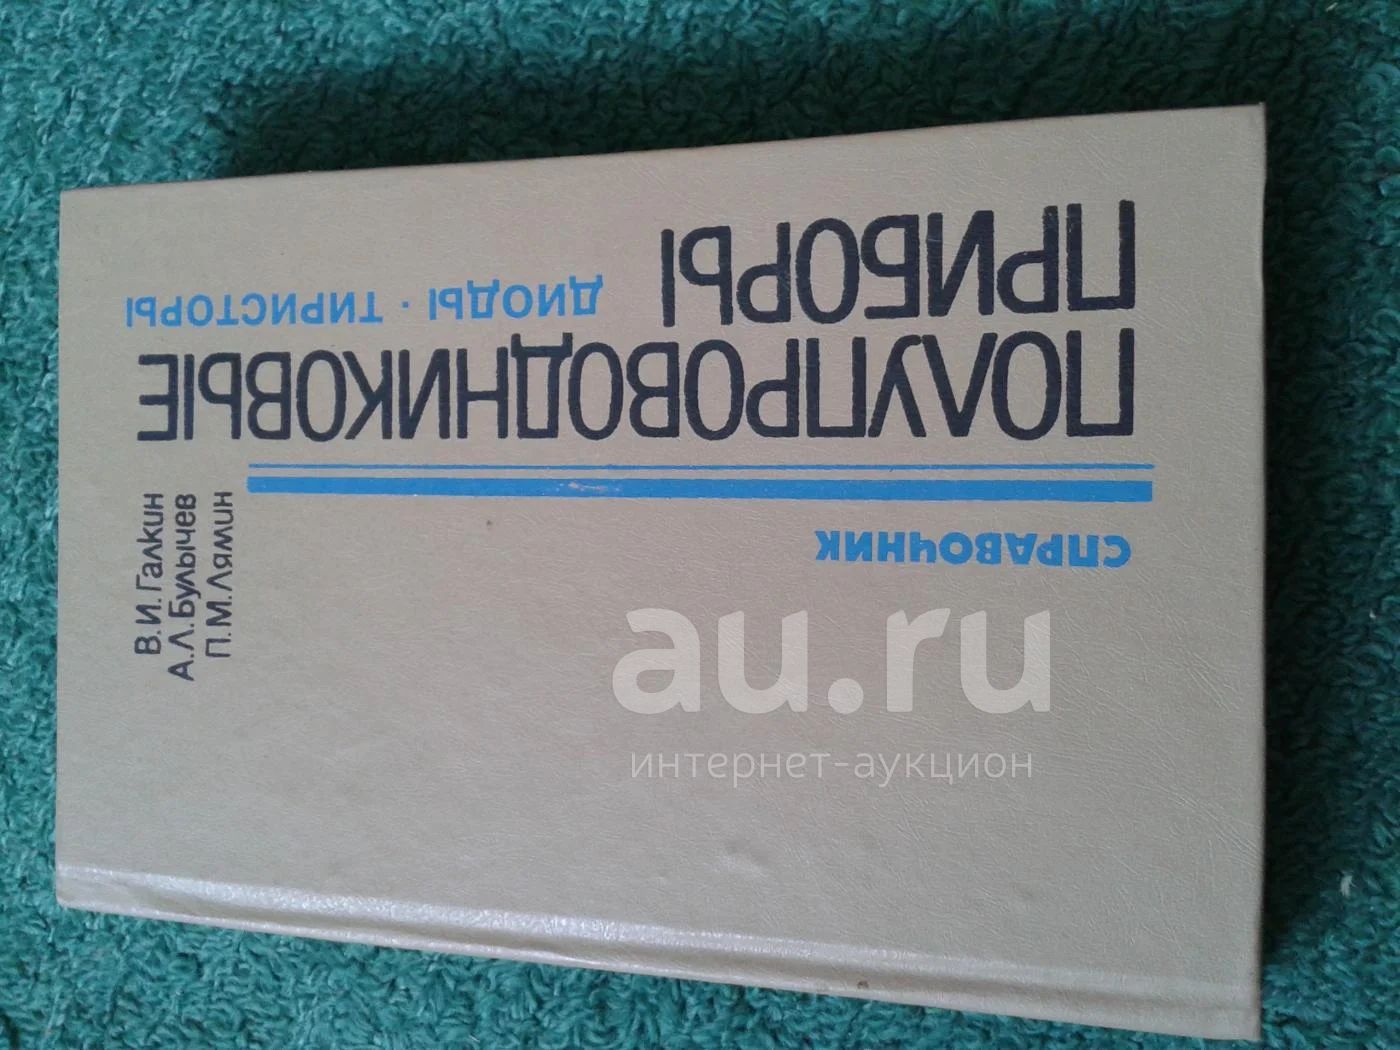 В.И.Галкин
А.Л.Булычев
П.М.Лямин
ПОЛУПРОВОДНИКОВЫЕ
ПРИБОРЫ
ДИОДЫ · ТИРИСТОРЫ
СПРАВОЧНИК
au.ru
интернет-аукцион